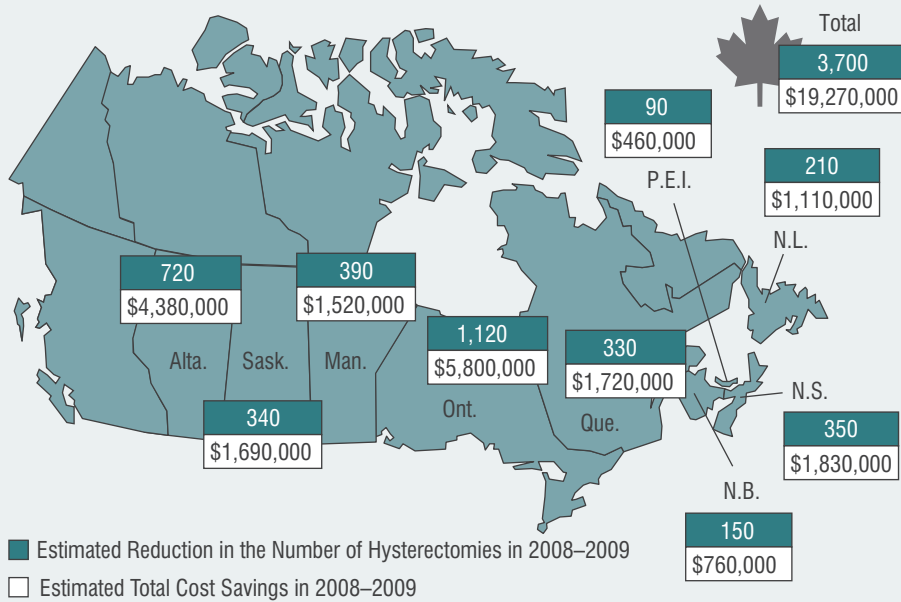 Total
3,700
$19,270,000
90
$460,000
P.E.I.
210
$1,110,000
N.L.
720
$4,380,000
Alta.
340
$1,690,000
Sask.
390
$1,520,000
Man.
1,120
$5,800,000
Ont.
330
$1,720,000
Que.
N.S.
350
$1,830,000
N.B.
150
$760,000
Estimated Reduction in the Number of Hysterectomies in 2008–2009
Estimated Total Cost Savings in 2008–2009